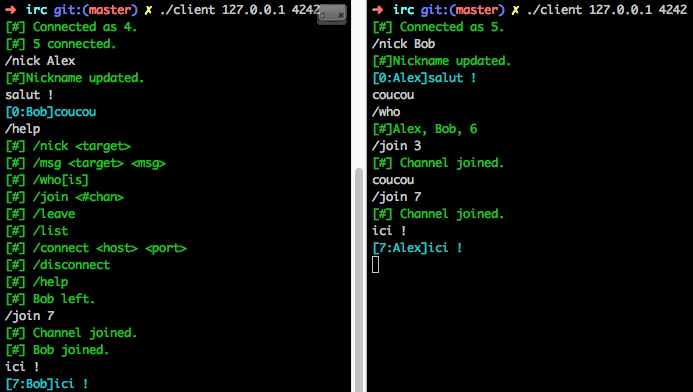 ➜ irc git:(master) ✗ ./client 127.0.0.1 4242
[#] Connected as 4.
[#] 5 connected.
/nick Alex
[#]Nickname updated.
salut !
[0:Bob]coucou
/help
[#] /nick <target>
[#] /msg <target> <msg>
[#] /who[is]
[#] /join <#chan>
[#] /leave
[#] /list
[#] /connect <host> <port>
[#] /disconnect
[#] /help
[#] Bob left.
/join 7
[#] Channel joined.
[#] Bob joined.
ici !
[7:Bob]ici !
➜ irc git:(master) ✗ ./client 127.0.0.1 4242
[#] Connected as 5.
/nick Bob
[#]Nickname updated.
[0:Alex]salut !
coucou
/who
[#]Alex, Bob, 6
/join 3
[#] Channel joined.
coucou
/join 7
[#] Channel joined.
ici !
[7:Alex]ici !